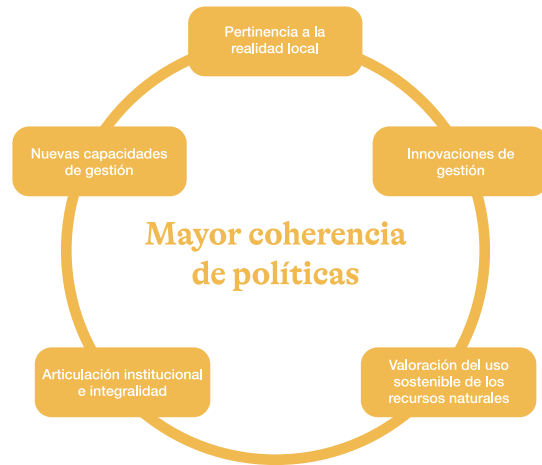 Pertinencia a la
realidad local
Nuevas capacidades
de gestión
Innovaciones de
gestión
Mayor coherencia
de políticas
Articulación institucional
e integralidad
Valoración del uso
sostenible de los
recursos naturales